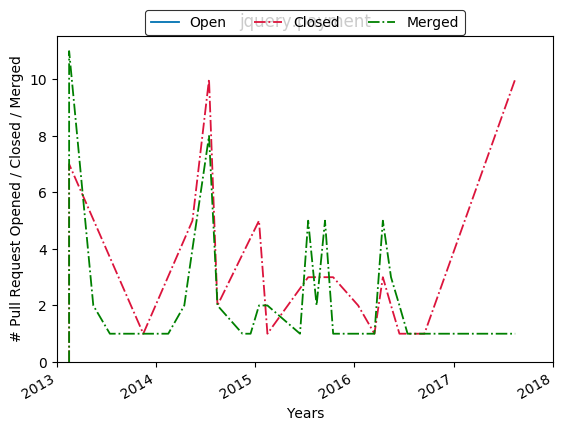 jquery.payment
Open Closed Merged
# Pull Request Opened / Closed / Merged
10
8
6
4
2
0
2013 2014 2015 2016 2017 2018
Years